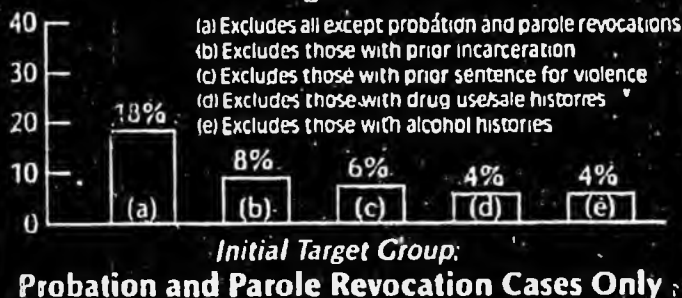 40
(a) Excludes all except probation and parole revocations
(b) Excludes those with prior incarceration
30
(c) Excludes those with prior sentence for violence
(d) Excludes those with drug use/sale histories
20
18%
(e) Excludes those with alcohol histories
10
8%
6%
4%
4%
0
(a)
(b)
(c)
(d)
(e)
Initial Target Group:
Probation and Parole Revocation Cases Only